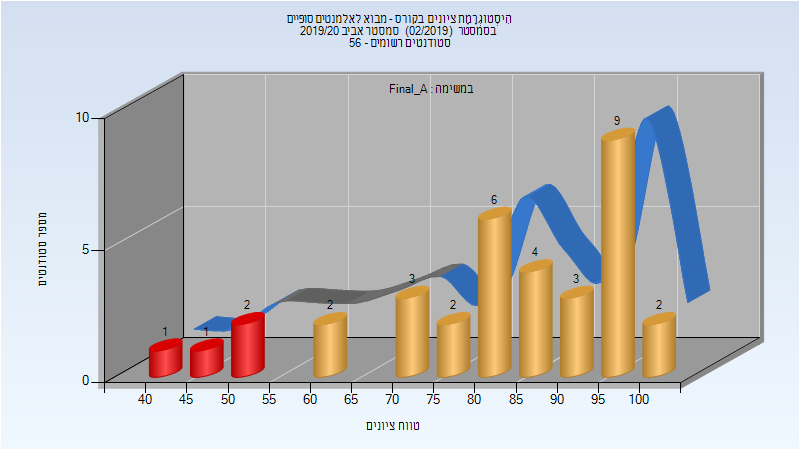 היסטוגרמת ציונים בקורס - מבוא לאלמנטים סופיים
בסמסטר (02/2019) סמסטר אביב 2019/20
סטודנטים רשומים - 56
במשימה : Final_A
מספר סטודנטים
10
5
0
1
1
2
2
3
2
6
4
3
9
2
40 45 50 55 60 65 70 75 80 85 90 95 100
טווח ציונים